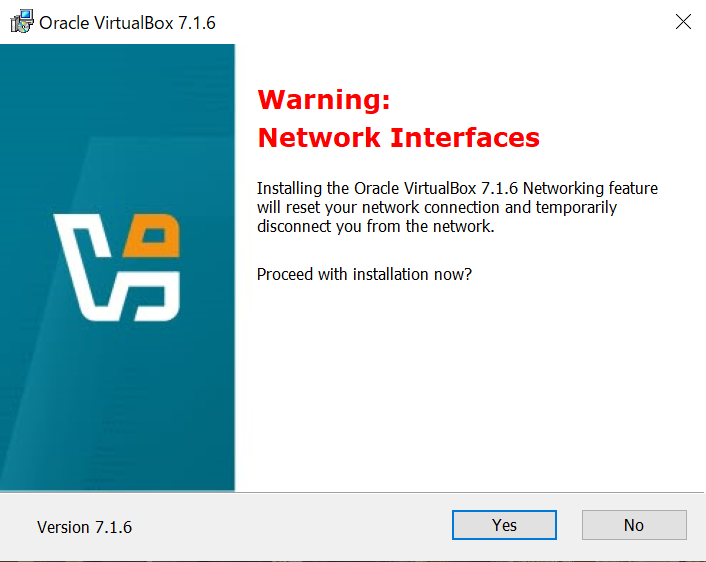 Oracle VirtualBox 7.1.6
Warning:
Network Interfaces
Installing the Oracle VirtualBox 7.1.6 Networking feature
will reset your network connection and temporarily
disconnect you from the network.
Proceed with installation now?
Version 7.1.6
Yes
No